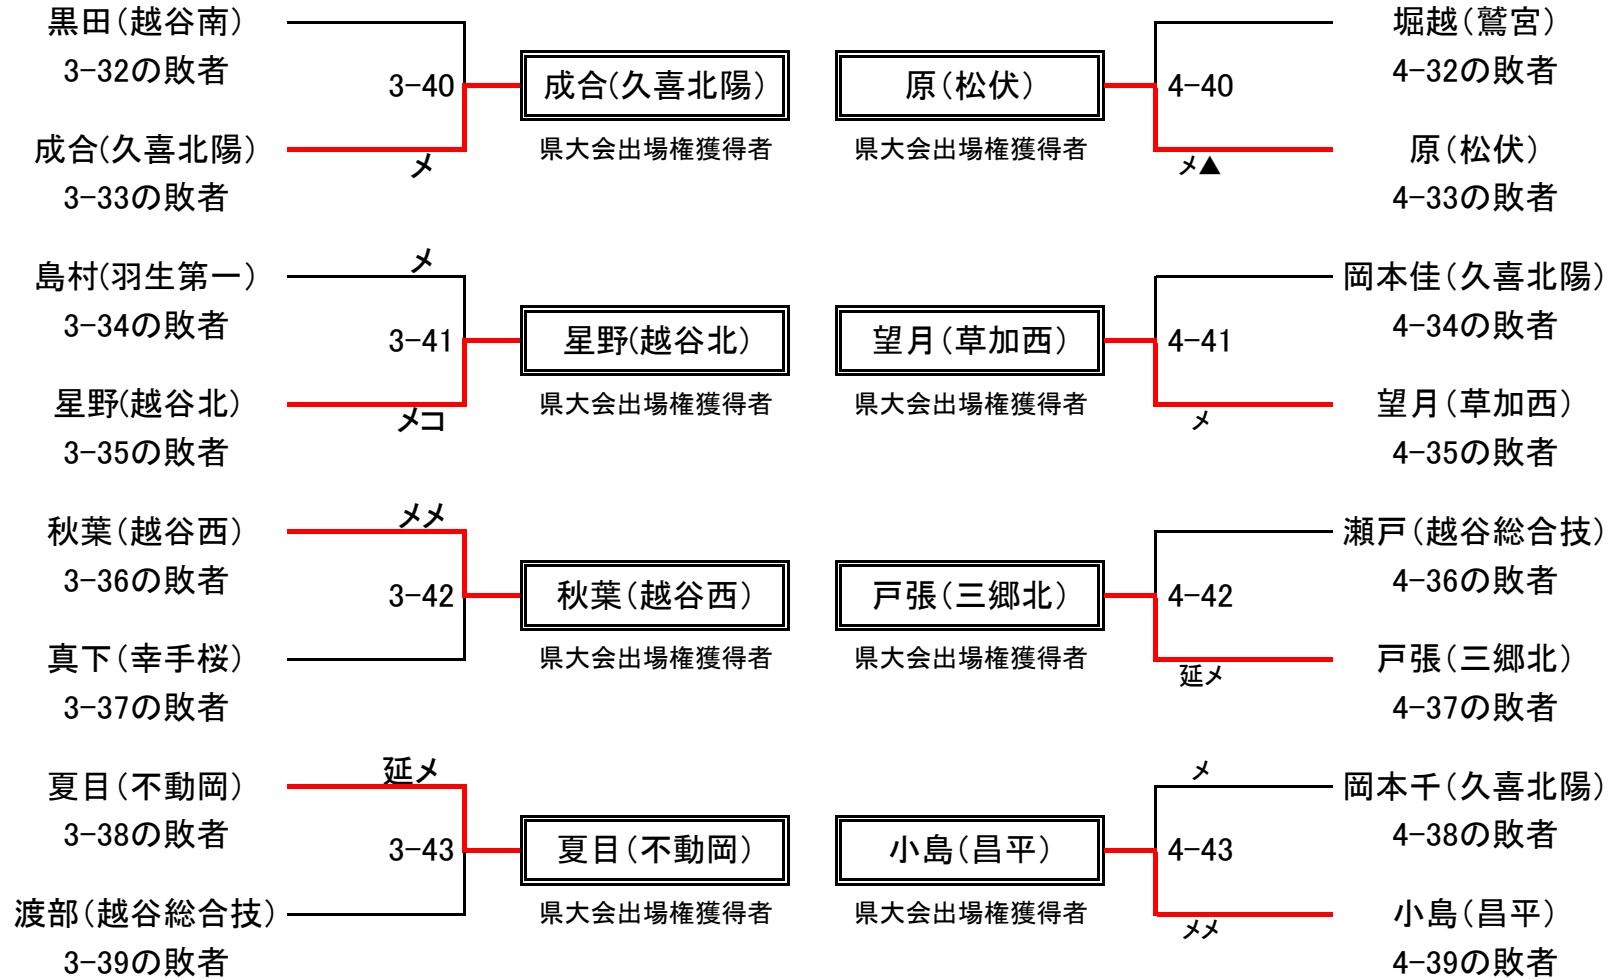 黒田(越谷南)
3-32の敗者
3-40
成合(久喜北陽)
県大会出場権獲得者
成合(久喜北陽)
メ
3-33の敗者
島村(羽生第一)
メ
3-34の敗者
3-41
星野(越谷北)
県大会出場権獲得者
星野(越谷北)
メコ
3-35の敗者
秋葉(越谷西)
メメ
3-36の敗者
3-42
秋葉(越谷西)
県大会出場権獲得者
真下(幸手桜)
3-37の敗者
夏目(不動岡)
延メ
3-38の敗者
3-43
夏目(不動岡)
県大会出場権獲得者
渡部(越谷総合技)
3-39の敗者
堀越(鷲宮)
4-32の敗者
原(松伏)
4-40
県大会出場権獲得者
メ▲
原(松伏)
4-33の敗者
岡本佳(久喜北陽)
4-34の敗者
望月(草加西)
4-41
県大会出場権獲得者
メ
望月(草加西)
4-35の敗者
瀬戸(越谷総合技)
4-36の敗者
戸張(三郷北)
4-42
県大会出場権獲得者
延メ
戸張(三郷北)
4-37の敗者
メ
岡本千(久喜北陽)
4-38の敗者
小島(昌平)
4-43
県大会出場権獲得者
メメ
小島(昌平)
4-39の敗者